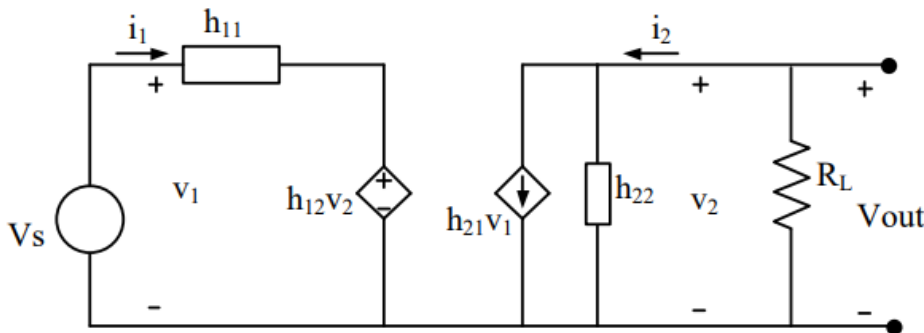 i1
h11
i2
+
+
+
Vs
v1
h12v2
+
-
h21v1
h22
v2
RL
Vout
-
-
-